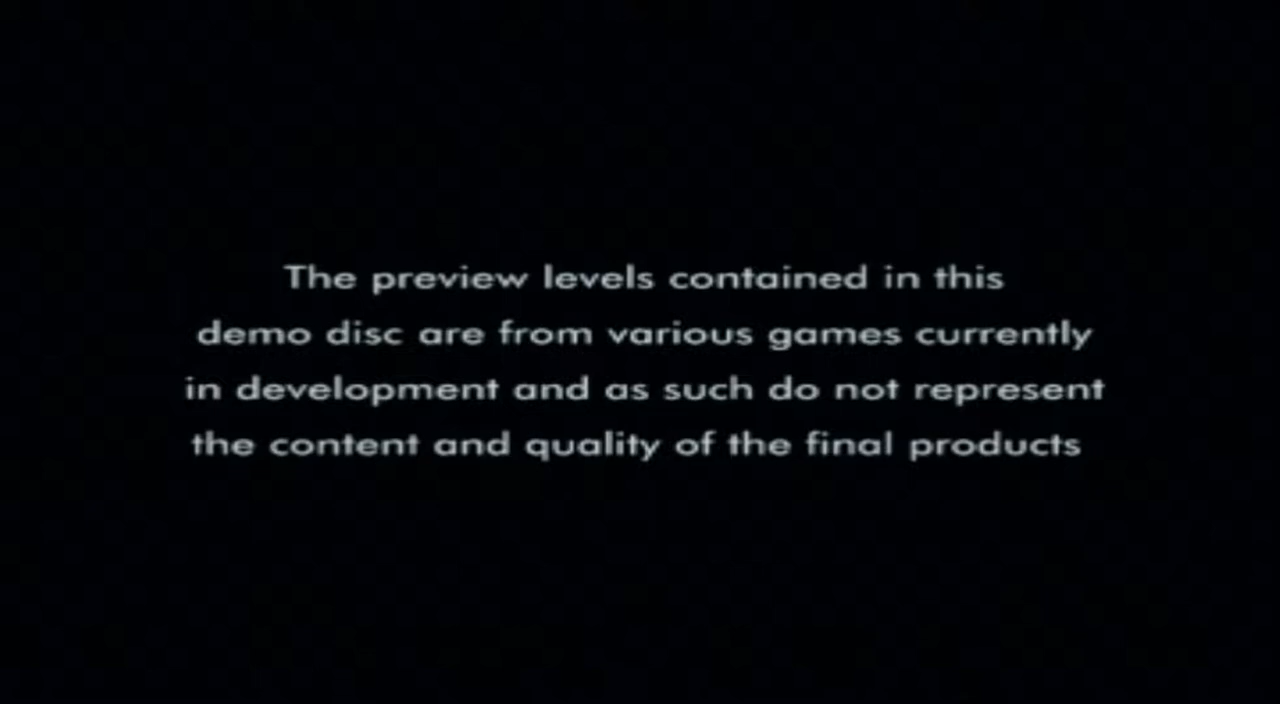 The preview levels contained in this
demo disc are from various games currently
in development and as such do not represent
the content and quality of the final products